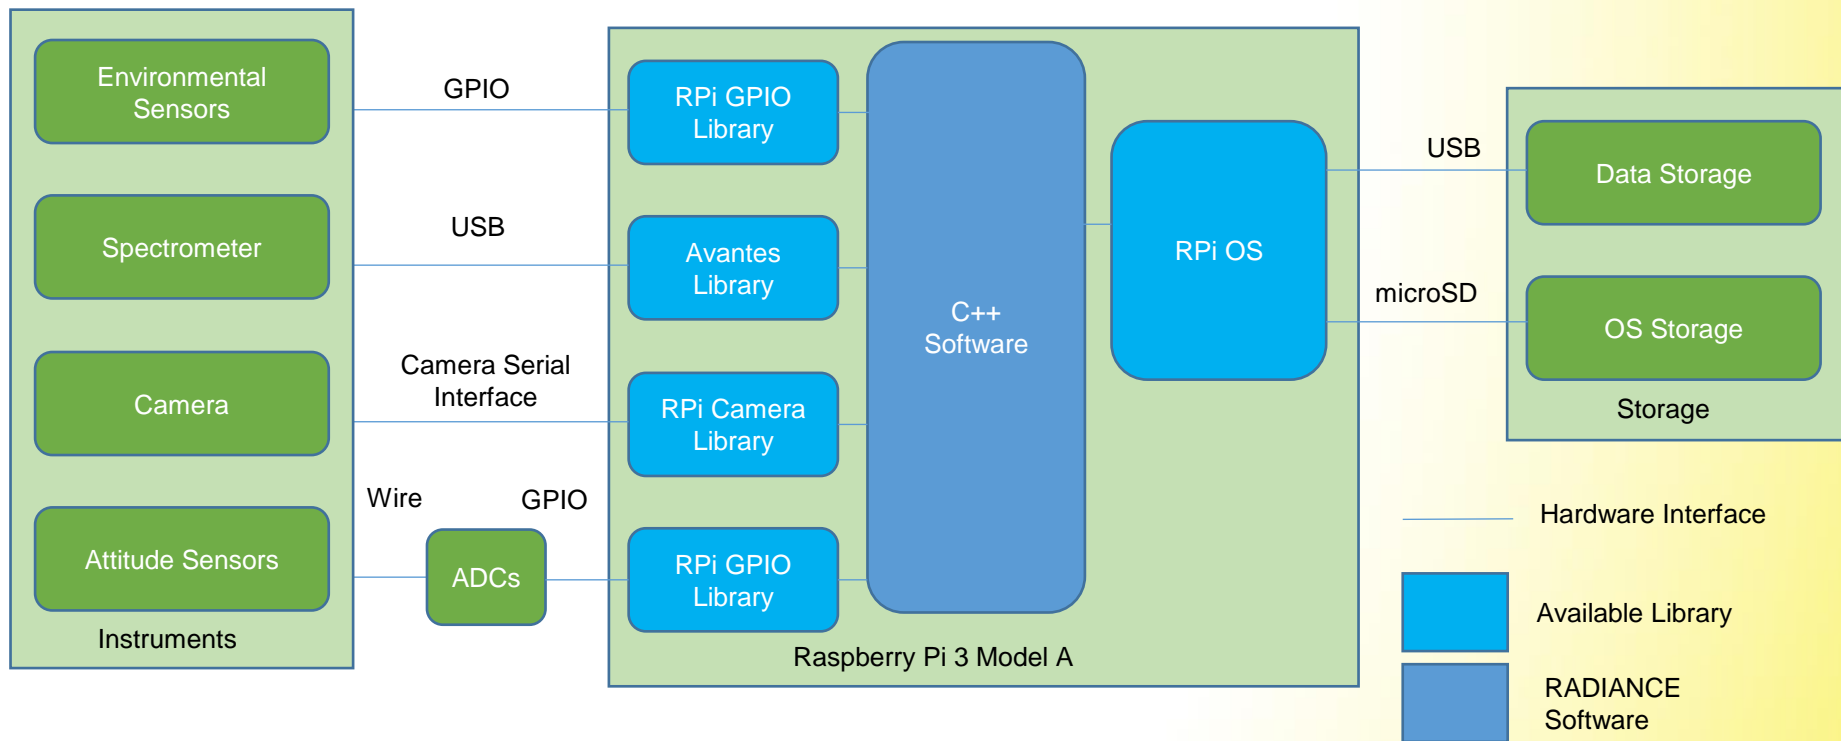 Environmental
Sensors
Spectrometer
Camera
Attitude Sensors
Instruments
GPIO
USB
Camera Serial
Interface
Wire
GPIO
ADCs
RPi GPIO
Library
Avantes
Library
RPi Camera
Library
RPi GPIO
Library
C++
Software
RPi OS
Raspberry Pi 3 Model A
USB
microSD
Data Storage
OS Storage
Storage
Hardware Interface
Available Library
RADIANCE
Software